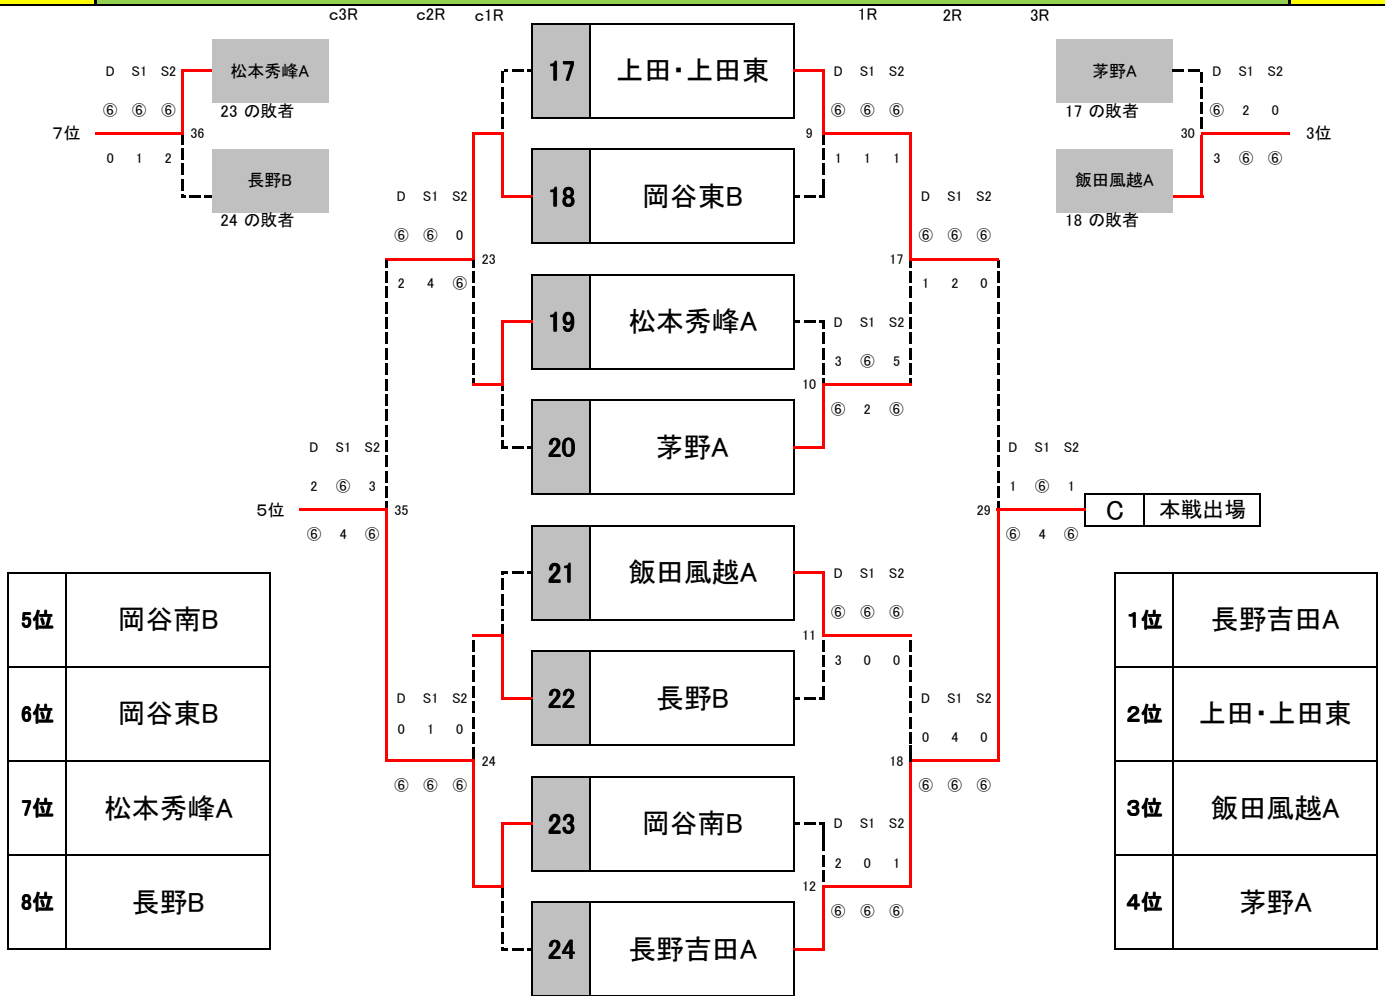 c3R c2R c1R 1R 2R 3R
D S1 S2 松本秀峰A
⑥ ⑥ ⑥ 23 の敗者
7位 36
0 1 2 長野B
24 の敗者
17 上田・上田東 D S1 S2
⑥ ⑥ ⑥
9
1 1 1
18 岡谷東B
茅野A D S1 S2
17 の敗者 ⑥ 2 0
30 3位
飯田風越A 3 ⑥ ⑥
18 の敗者
D S1 S2
⑥ ⑥ 0
23
2 4 ⑥
D S1 S2
⑥ ⑥ ⑥
17
1 2 0
19 松本秀峰A D S1 S2
3 ⑥ 5
10
⑥ 2 ⑥
20 茅野A
D S1 S2
2 ⑥ 3
5位 35
⑥ 4 ⑥
D S1 S2
1 ⑥ 1
29 C 本戦出場
⑥ 4 ⑥
21 飯田風越A D S1 S2
⑥ ⑥ ⑥
11
3 0 0
22 長野B
D S1 S2
0 1 0
24
⑥ ⑥ ⑥
D S1 S2
0 4 0
18
⑥ ⑥ ⑥
23 岡谷南B D S1 S2
2 0 1
12
⑥ ⑥ ⑥
24 長野吉田A
5位 岡谷南B
6位 岡谷東B
7位 松本秀峰A
8位 長野B
1位 長野吉田A
2位 上田・上田東
3位 飯田風越A
4位 茅野A